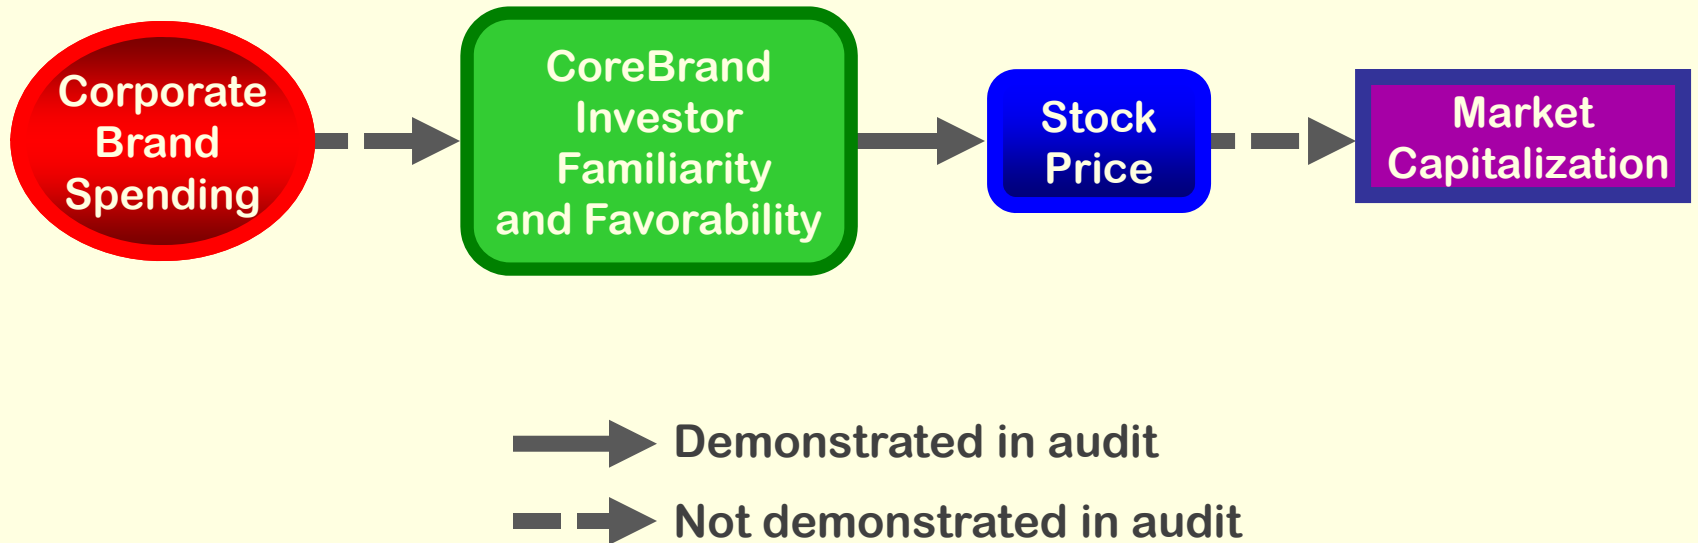 Corporate
Brand
Spending
CoreBrand
Investor
Familiarity
and Favorability
Stock
Price
Market
Capitalization
Demonstrated in audit
Not demonstrated in audit